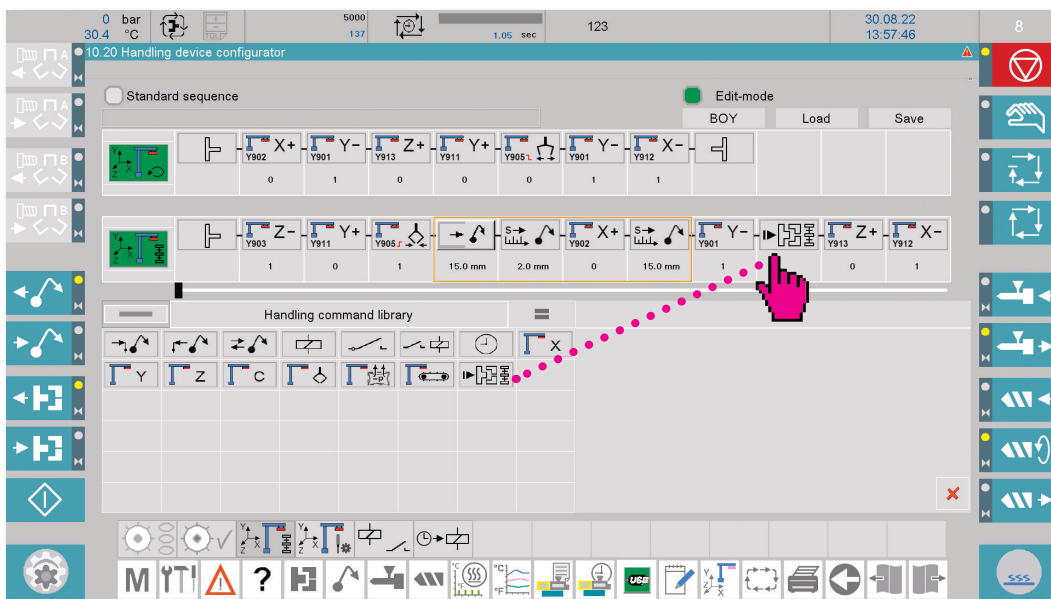 0 bar
30.4 °C
TOL
5000
137
1.05 sec
123
30.08.22
13:57:46
8
10.20 Handling device configurator
A
A
B
B
Standard sequence
Edit-mode
BOY Load Save
Y902 X+ Y901 Y- Y913 Z+ Y911 Y+ Y905 Y901 Y- Y912 X-
0 1 0 0 0 1 1
Y903 Z- Y911 Y+ Y905 S S Y902 X+ Y901 Y- Y913 Z+ Y912 X-
1 0 1 15.0 mm 2.0 mm 0 15.0 mm 1 0 1
Handling command library
X
Y Z C P
M ? °C °C °F USB
sss